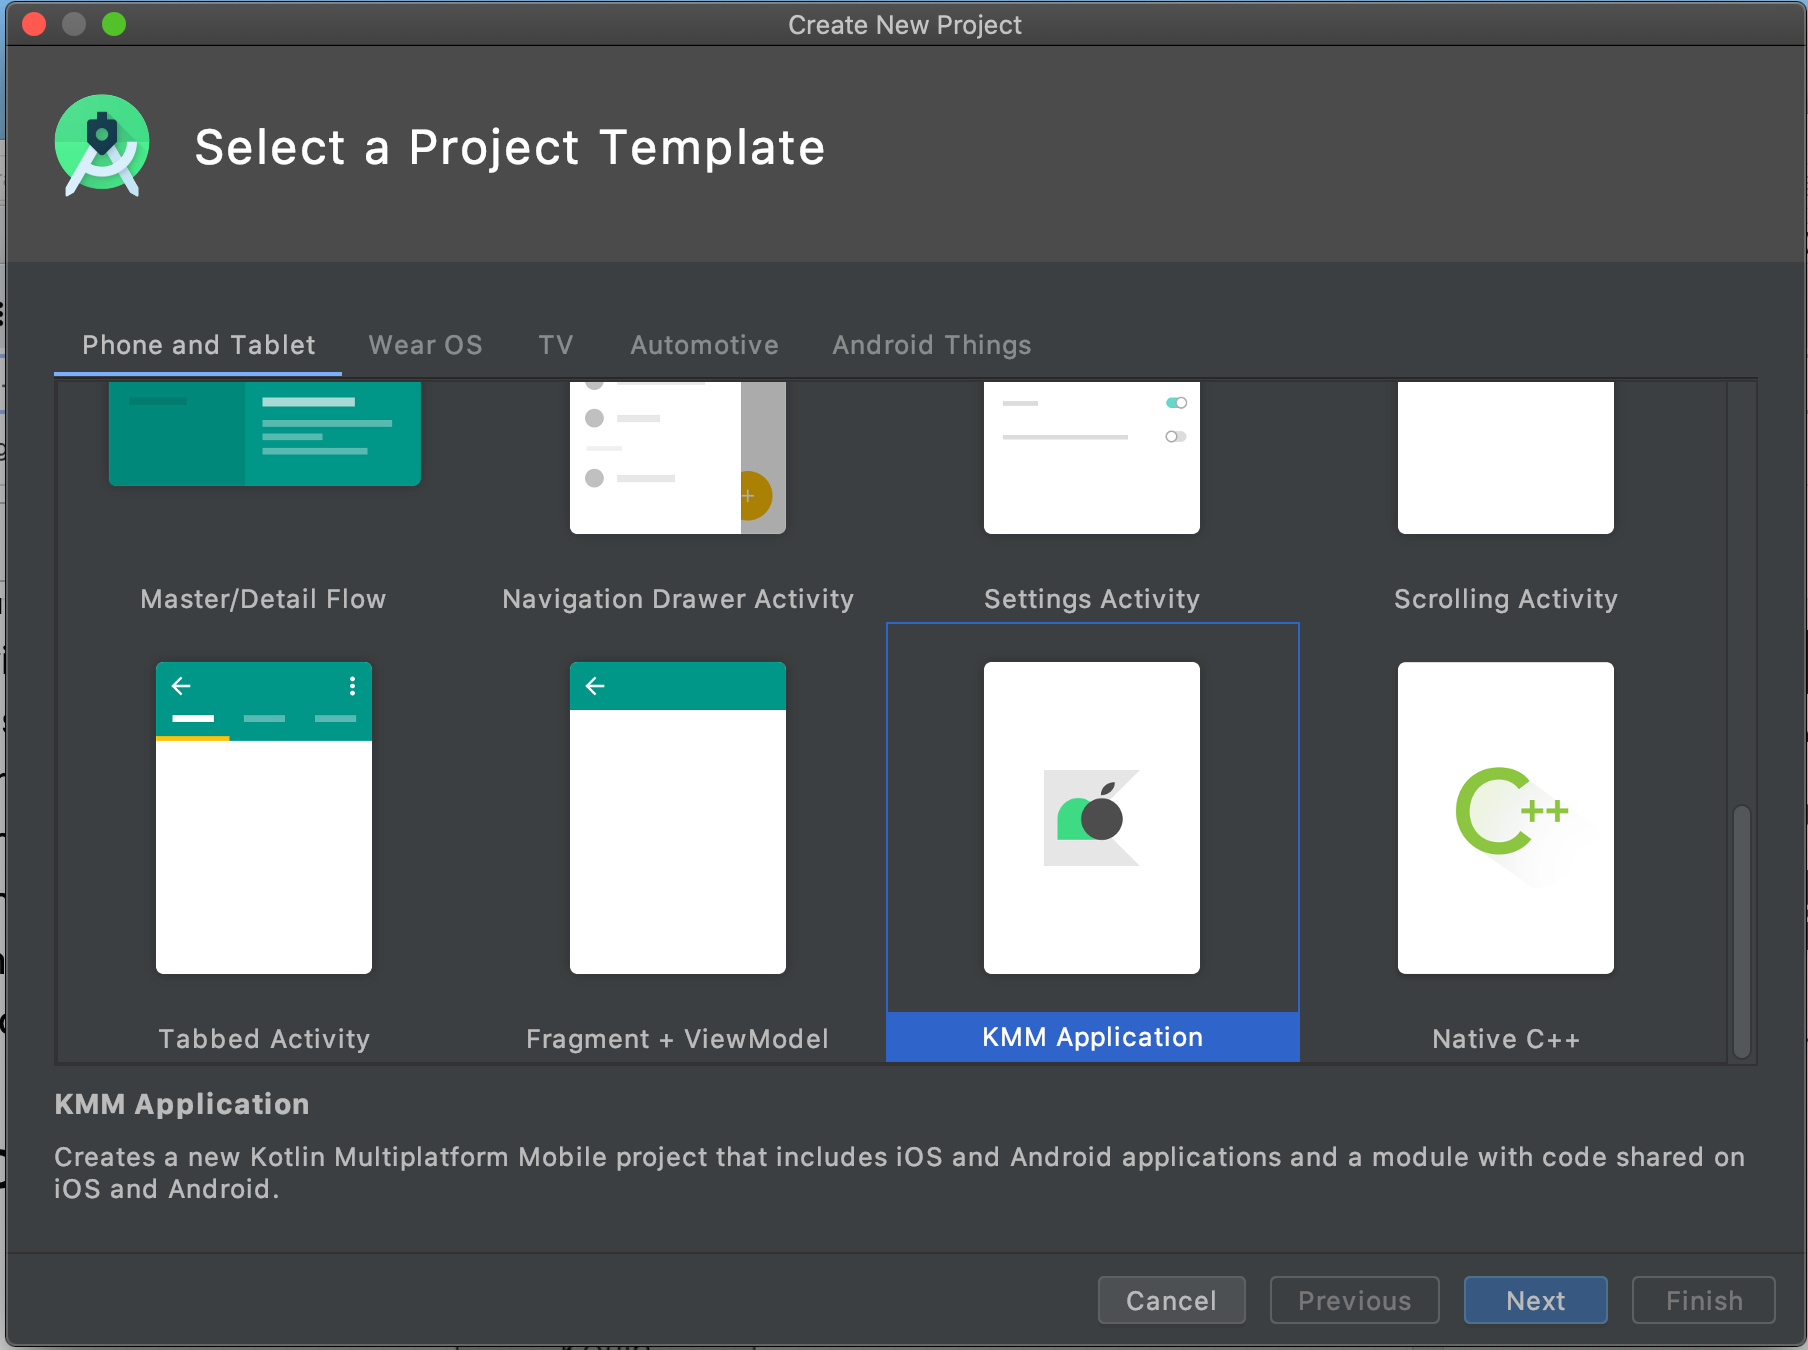 Create New Project
Select a Project Template
Phone and Tablet
Wear OS
TV
Automotive
Android Things
Master/Detail Flow
Navigation Drawer Activity
Settings Activity
Scrolling Activity
C++
Tabbed Activity
Fragment + ViewModel
KMM Application
Native C++
KMM Application
Creates a new Kotlin Multiplatform Mobile project that includes iOS and Android applications and a module with code shared on
iOS and Android.
Cancel
Previous
Next
Finish